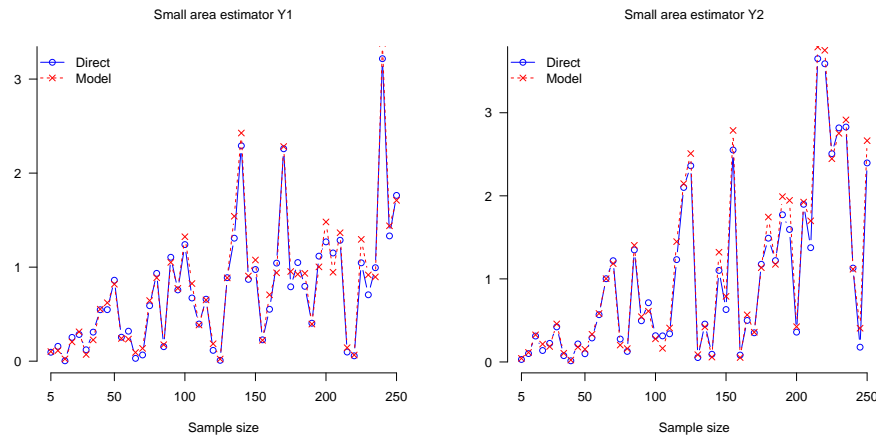 Small area estimator Y1
Direct
Model
3
2
1
0
5 50 100 150 200 250
Sample size
Small area estimator Y2
Direct
Model
3
2
1
0
5 50 100 150 200 250
Sample size